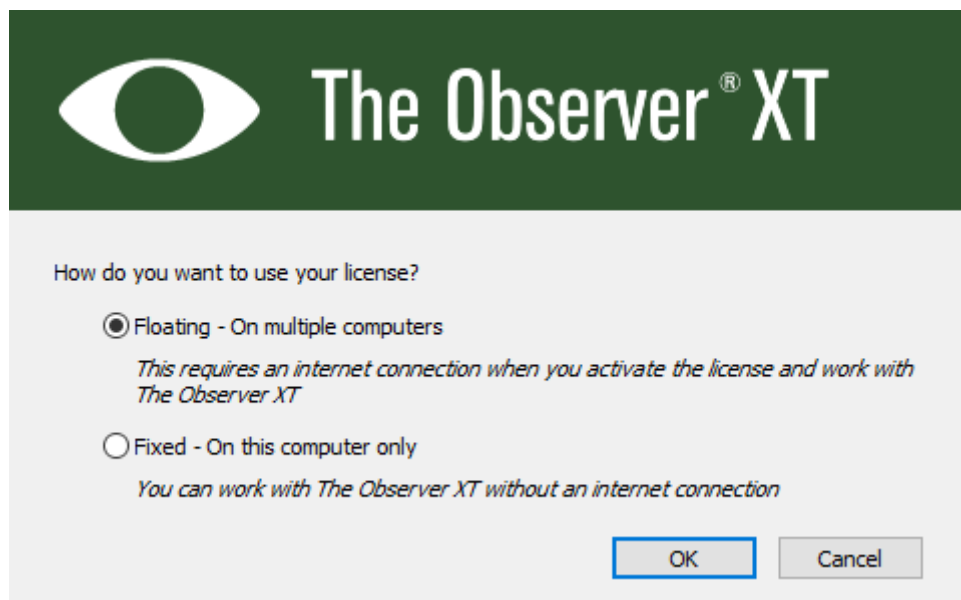 The Observer® XT
How do you want to use your license?
Floating - On multiple computers
This requires an internet connection when you activate the license and work with
The Observer XT
Fixed - On this computer only
You can work with The Observer XT without an internet connection
OK Cancel